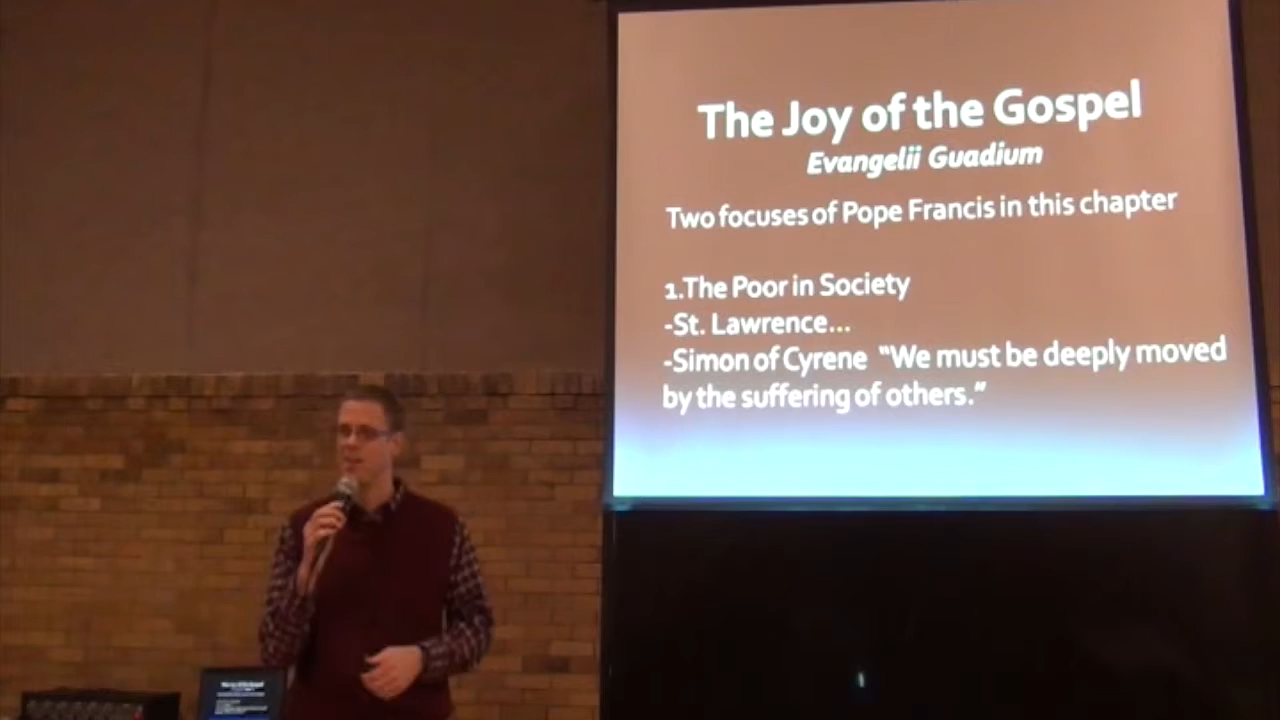 The Joy of the Gospel
Evangelii Guadium
Two focuses of Pope Francis in this chapter
1.The Poor in Society
-St. Lawrence...
-Simon of Cyrene "We must be deeply moved
by the suffering of others."